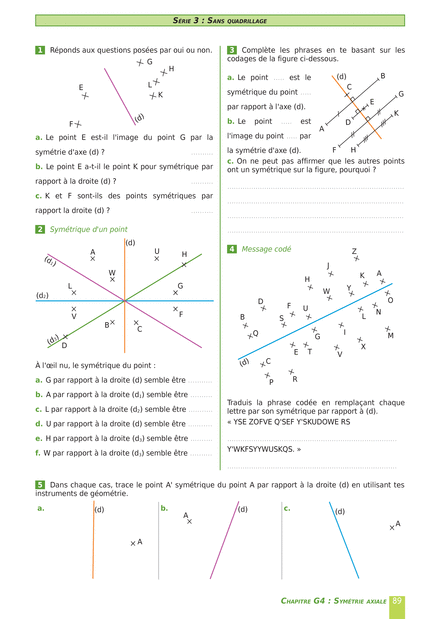 SÉRIE 3 : SANS QUADRILLAGE
1 Réponds aux questions posées par oui ou non.
G
H
E
L
K
F
(d)
a. Le point E est-il l'image du point G par la
symétrie d'axe (d) ? ..........
b. Le point E a-t-il le point K pour symétrique par
rapport à la droite (d) ? ..........
c. K et F sont-ils des points symétriques par
rapport la droite (d) ? ..........
2 Symétrique d'un point
(d)
A
U
H
(d₁)
W
L
G
(d₂)
V
F
B
C
(d₃)
D
À l'œil nu, le symétrique du point :
a. G par rapport à la droite (d) semble être ..........
b. A par rapport à la droite (d₁) semble être ..........
c. L par rapport à la droite (d₂) semble être ..........
d. U par rapport à la droite (d) semble être ..........
e. H par rapport à la droite (d₃) semble être ..........
f. W par rapport à la droite (d₂) semble être ..........
3 Complète les phrases en te basant sur les
codages de la figure ci-dessous.
a. Le point ..... est le
symétrique du point .....
par rapport à l'axe (d).
b. Le point ..... est
l'image du point ..... par
la symétrie d'axe (d).
(d)
B
C
G
E
K
D
A
F
H
c. On ne peut pas affirmer que les autres points
ont un symétrique sur la figure, pourquoi ?
4 Message codé
Z
J
H
K
A
W
Y
O
D
F
U
N
B
S
L
Q
G
I
M
E
T
V
X
(d)
C
P
R
Traduis la phrase codée en remplaçant chaque
lettre par son symétrique par rapport à (d).
« YSE ZOFVE Q'SEF Y'SKUDOWE RS
Y'WKFSYYWUSKQS. »
5 Dans chaque cas, trace le point A' symétrique du point A par rapport à la droite (d) en utilisant tes
instruments de géométrie.
a.
(d)
A
b.
A
(d)
c.
(d)
A
CHAPITRE G4 : SYMÉTRIE AXIALE 89